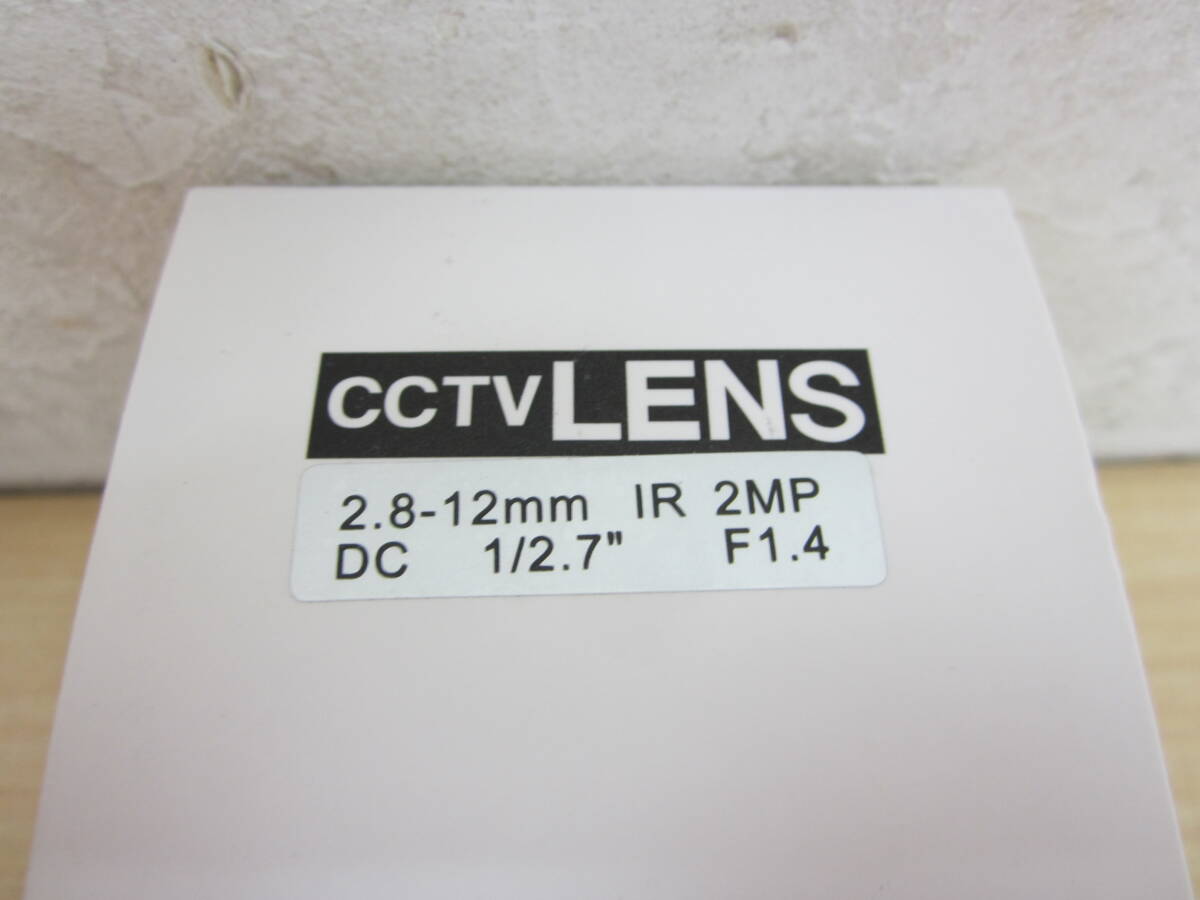 CCTV LENS
2.8-12mm IR 2MP
DC 1/2.7" F1.4